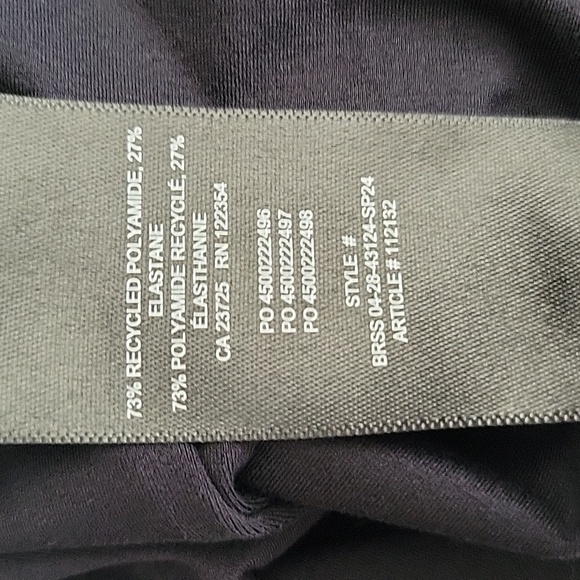 73% RECYCLED POLYAMIDE, 27%
ELASTANE
73% POLYAMIDE RECYCLÉ, 27%
ÉLASTHANNE
CA 23725 RN 122354
PO 4500222496
PO 4500222497
PO 4500222498
STYLE #
BRSS 04-28-43124-SP24
ARTICLE # 112132